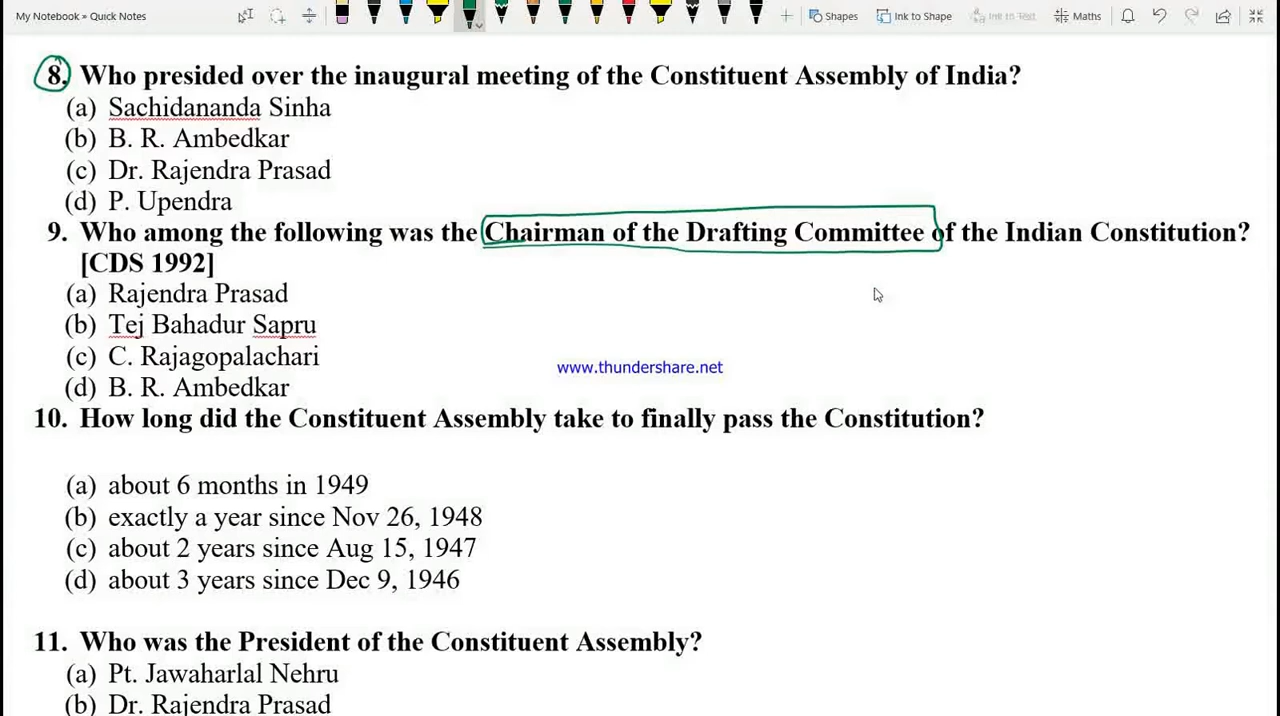 My Notebook » Quick Notes
Shapes
Ink to Shape
Ink to Text
Maths
8. Who presided over the inaugural meeting of the Constituent Assembly of India?
(a) Sachidananda Sinha
(b) B. R. Ambedkar
(c) Dr. Rajendra Prasad
(d) P. Upendra
9. Who among the following was the Chairman of the Drafting Committee of the Indian Constitution?
[CDS 1992]
(a) Rajendra Prasad
(b) Tej Bahadur Sapru
(c) C. Rajagopalachari
www.thundershare.net
(d) B. R. Ambedkar
10. How long did the Constituent Assembly take to finally pass the Constitution?
(a) about 6 months in 1949
(b) exactly a year since Nov 26, 1948
(c) about 2 years since Aug 15, 1947
(d) about 3 years since Dec 9, 1946
11. Who was the President of the Constituent Assembly?
(a) Pt. Jawaharlal Nehru
(b) Dr. Rajendra Prasad